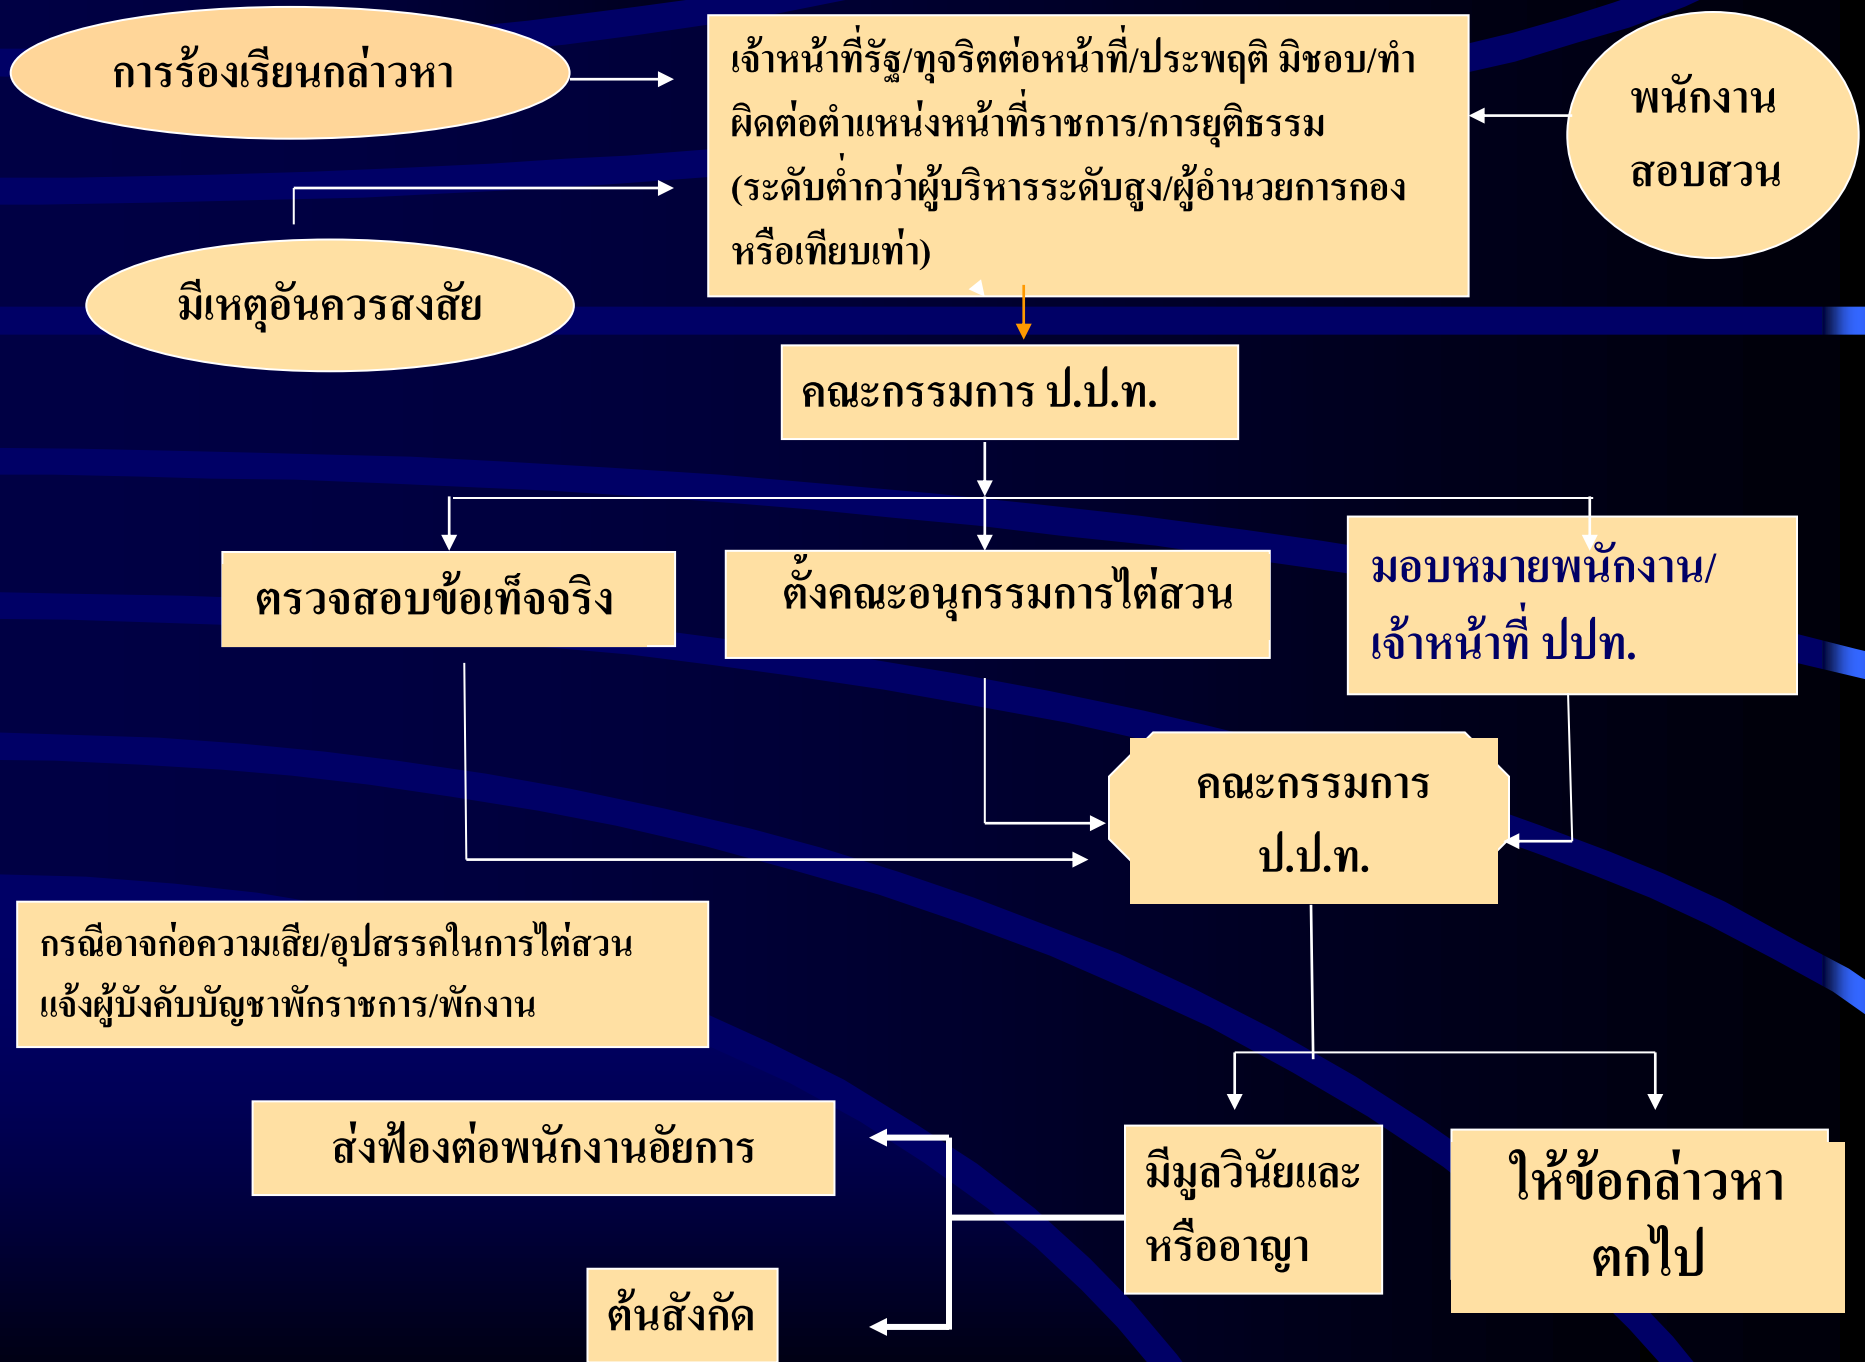 การร้องเรียนกล่าวหา
เจ้าหน้าที่รัฐ/ทุจริตต่อหน้าที่/ประพฤติ มิชอบ/ทำ
ผิดต่อตำแหน่งหน้าที่ราชการ/การยุติธรรม
(ระดับต่ำกว่าผู้บริหารระดับสูง/ผู้อำนวยการกอง
หรือเทียบเท่า)
พนักงาน
สอบสวน
มีเหตุอันควรสงสัย
คณะกรรมการ ป.ป.ท.
ตรวจสอบข้อเท็จจริง
ตั้งคณะอนุกรรมการไต่สวน
มอบหมายพนักงาน/
เจ้าหน้าที่ ปปท.
คณะกรรมการ
ป.ป.ท.
กรณีอาจก่อความเสีย/อุปสรรคในการไต่สวน
แจ้งผู้บังคับบัญชาพักราชการ/พักงาน
ส่งฟ้องต่อพนักงานอัยการ
มีมูลวินัยและ
หรืออาญา
ให้ข้อกล่าวหา
ตกไป
ต้นสังกัด